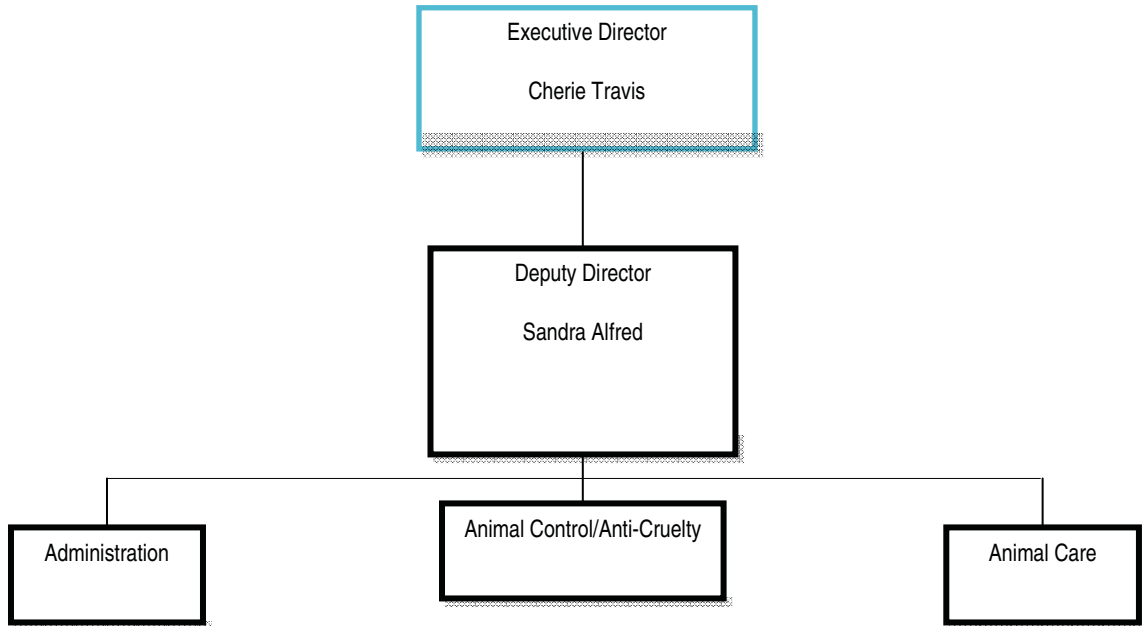 Executive Director
Cherie Travis
Deputy Director
Sandra Alfred
Administration
Animal Control/Anti-Cruelty
Animal Care